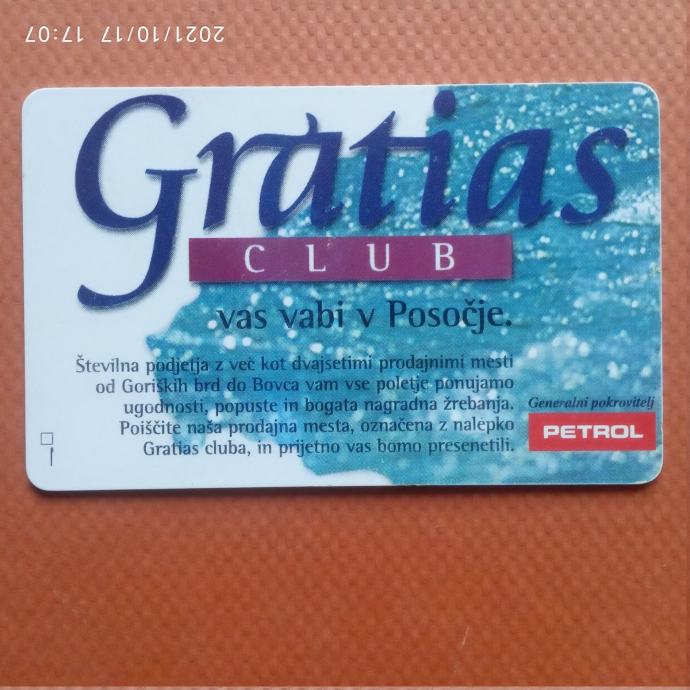 2021/10/17 17:07
Gratias
CLUB
vas vabi v Posočje.
Številna podjetja z več kot dvajsetimi prodajnimi mesti
od Goriških brd do Bovca vam vse poletje ponujamo
ugodnosti, popuste in bogata nagradna žrebanja.
Poiščite naša prodajna mesta, označena z nalepko
Gratias cluba, in prijetno vas bomo presenetili.
Generalni pokrovitelj
PETROL